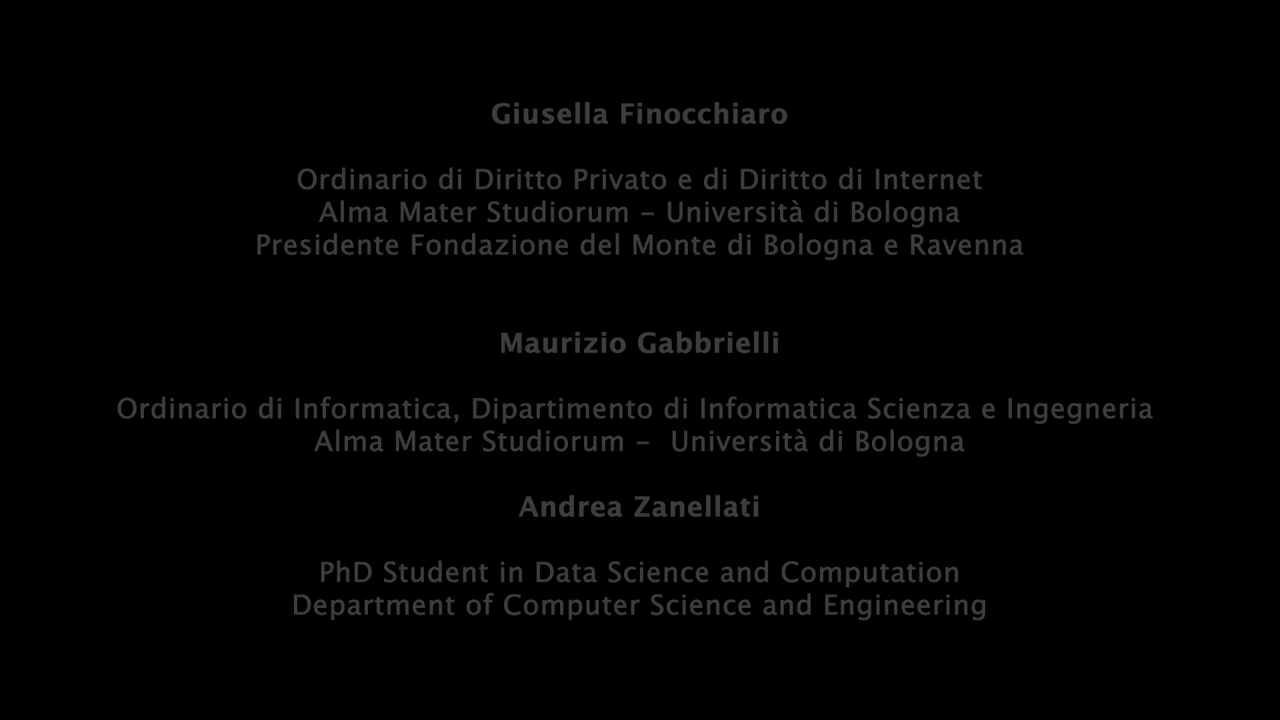 Giusella Finocchiaro
Ordinario di Diritto Privato e di Diritto di Internet
Alma Mater Studiorum - Università di Bologna
Presidente Fondazione del Monte di Bologna e Ravenna
Maurizio Gabbrielli
Ordinario di Informatica, Dipartimento di Informatica Scienza e Ingegneria
Alma Mater Studiorum - Università di Bologna
Andrea Zanellati
PhD Student in Data Science and Computation
Department of Computer Science and Engineering